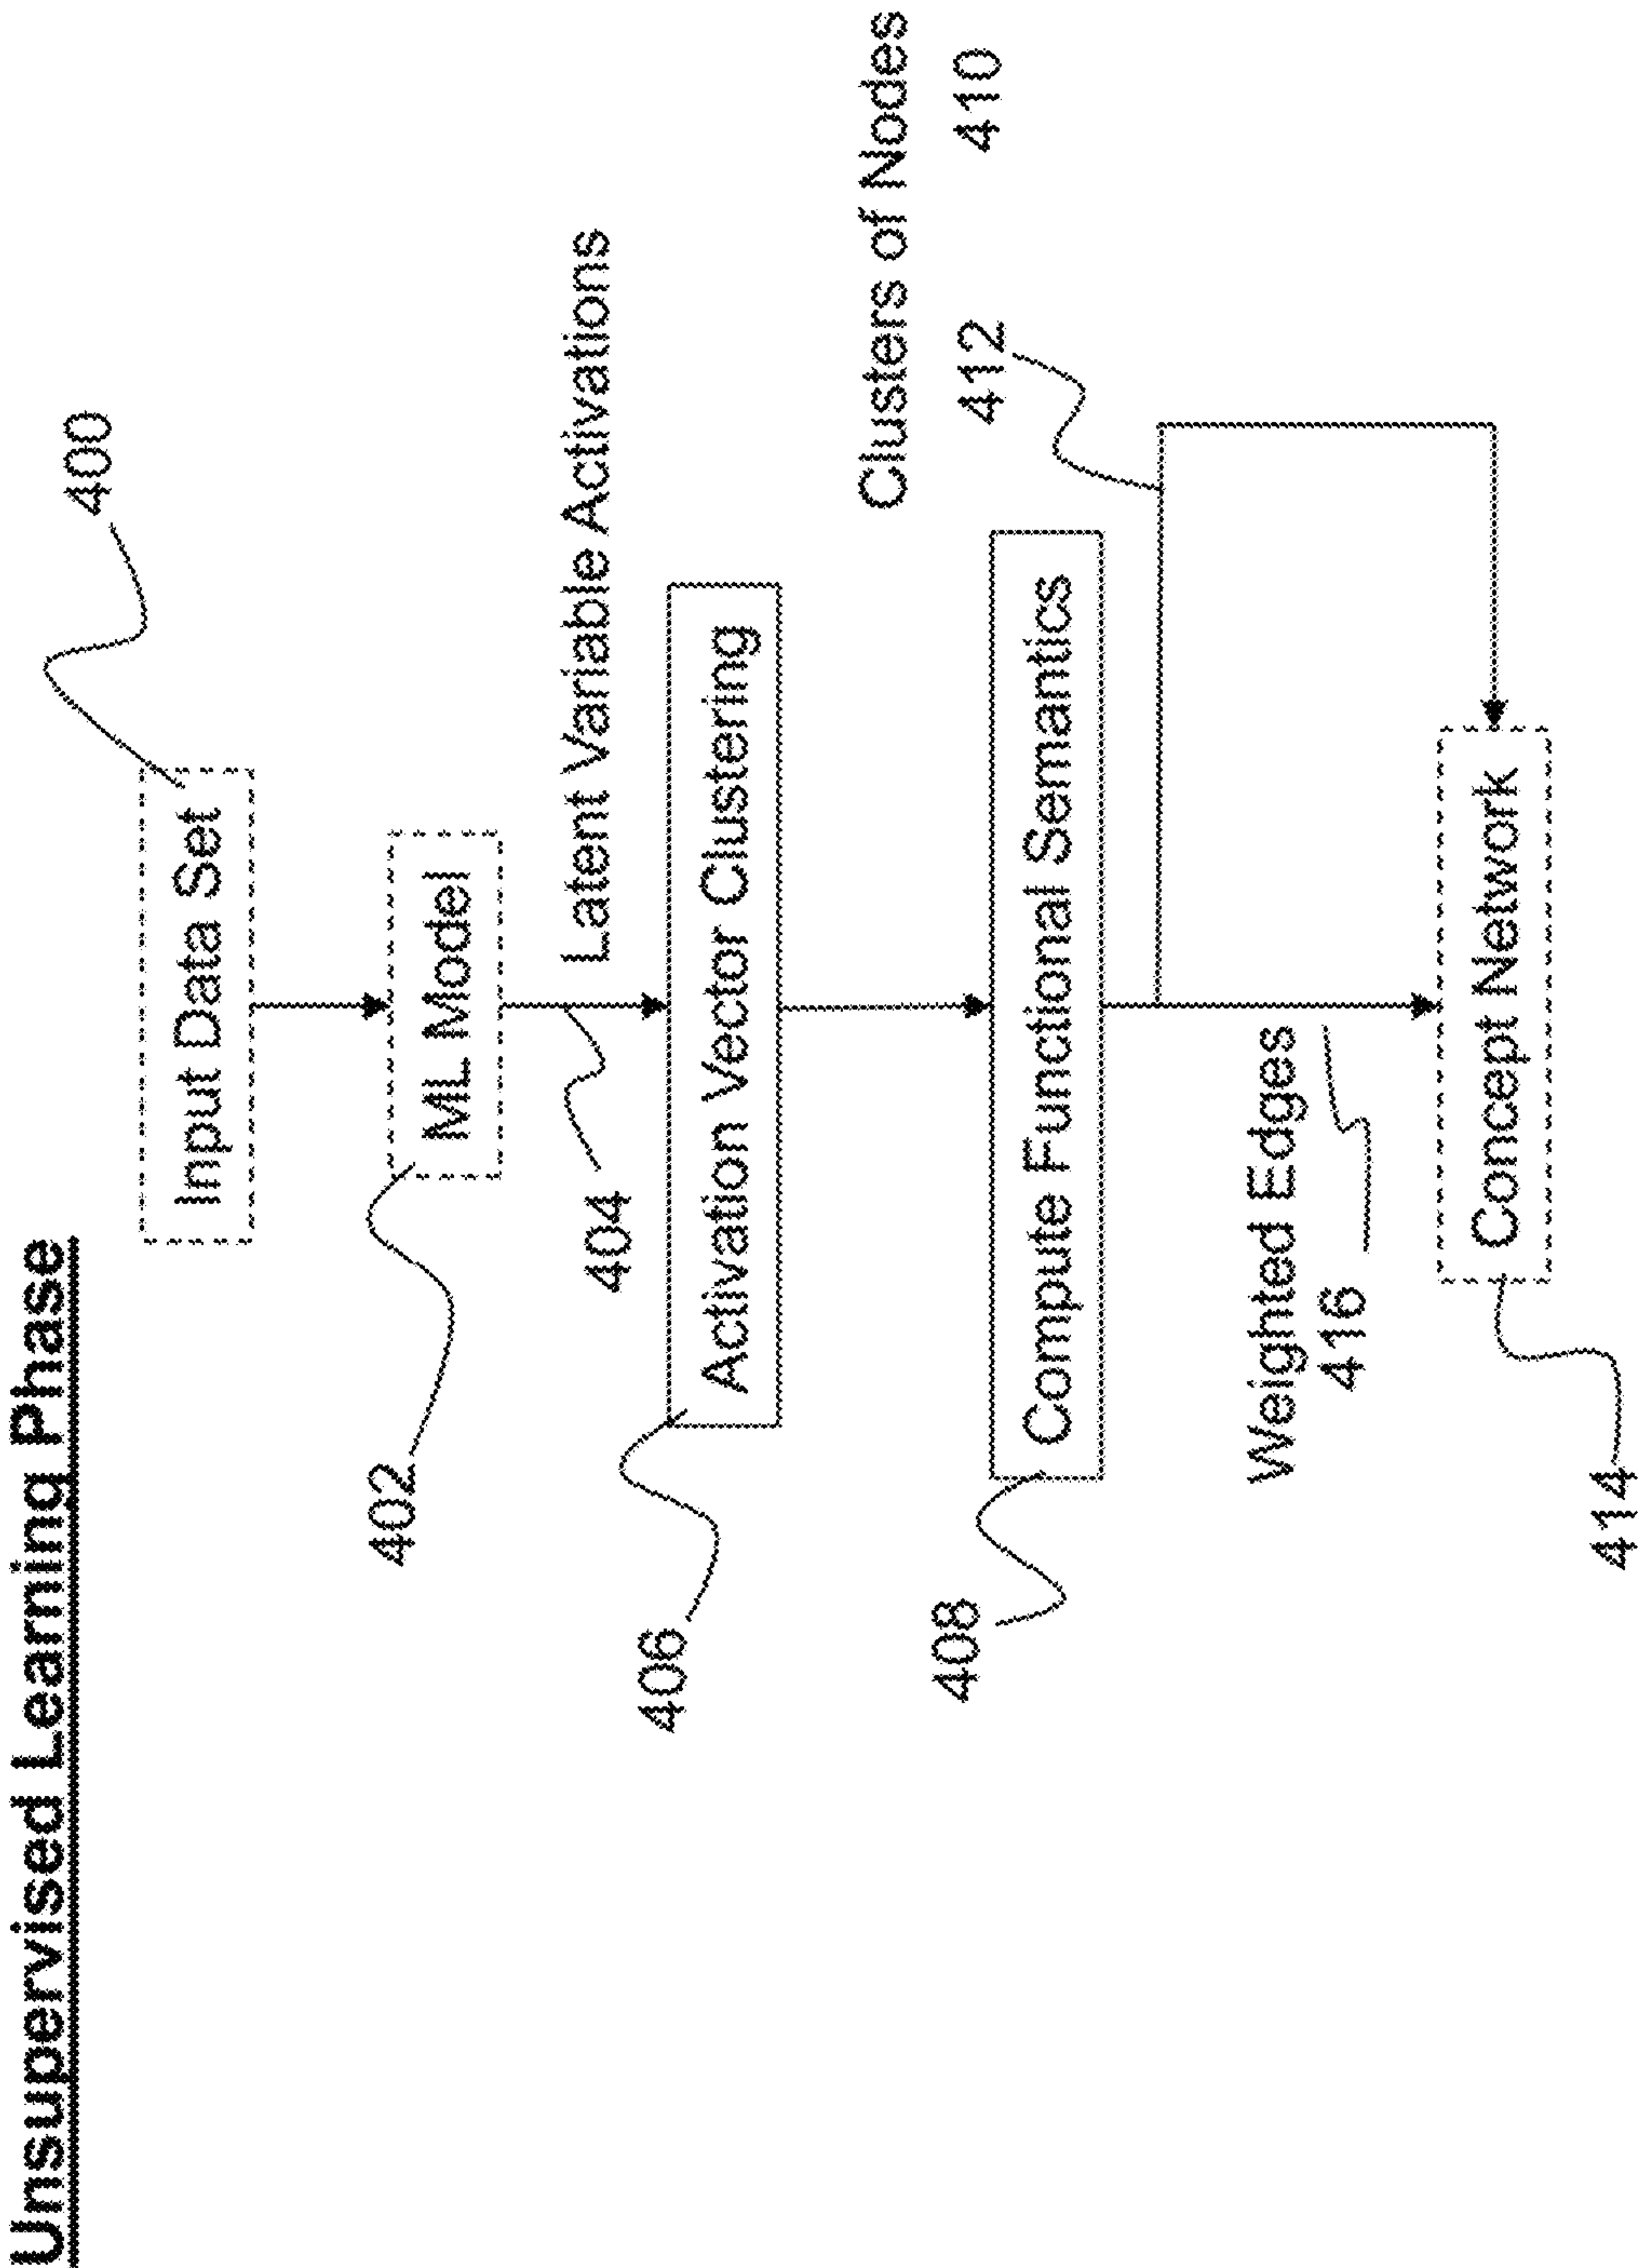 Unsupervised Learning Phase
400
Input Data Set
402
ML Model
404
Latent Variable Activations
406
Activation Vector Clustering
Clusters of Nodes
410
408
412
Compute Functional Semantics
Weighted Edges
416
Concept Network
414